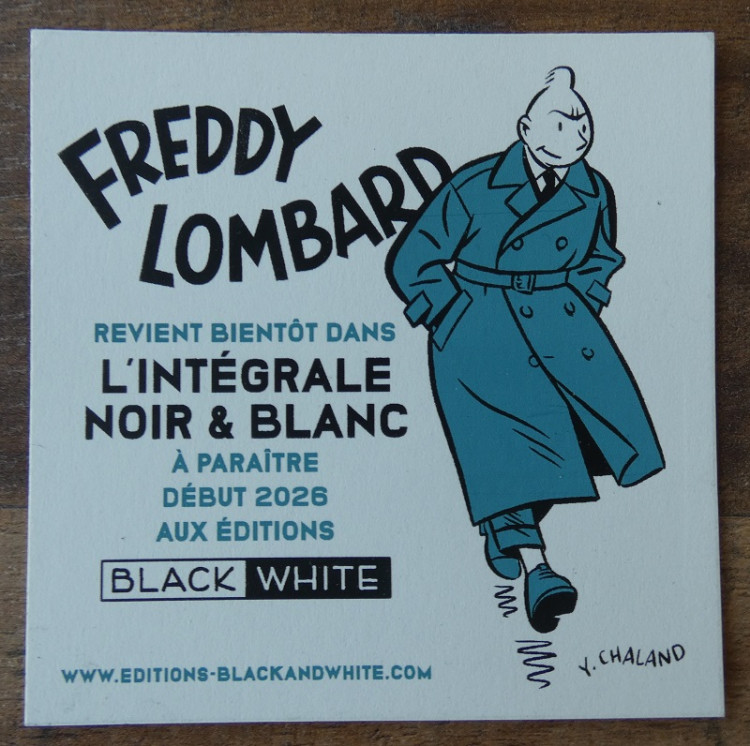 FREDDY
LOMBARD
REVIENT BIENTÔT DANS
L'INTÉGRALE
NOIR & BLANC
À PARAÎTRE
DÉBUT 2026
AUX ÉDITIONS
BLACK WHITE
WWW.EDITIONS-BLACKANDWHITE.COM
Y. CHALAND